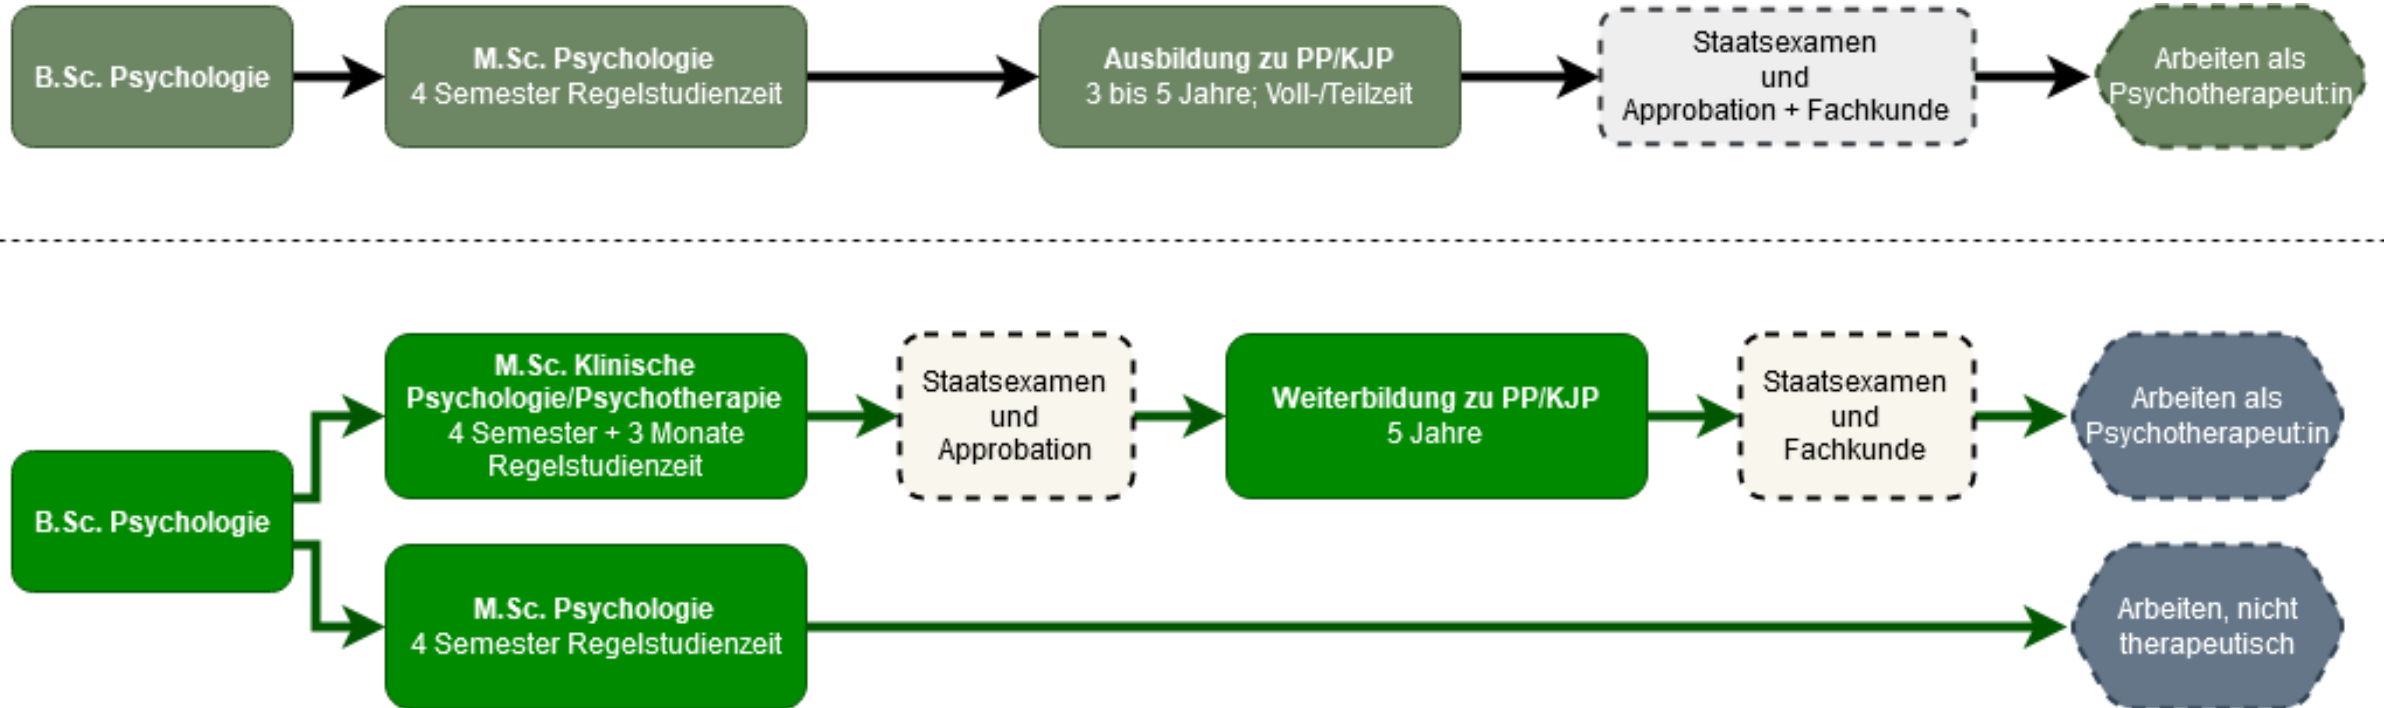 B.Sc. Psychologie
M.Sc. Psychologie
4 Semester Regelstudienzeit
Ausbildung zu PP/KJP
3 bis 5 Jahre; Voll-/Teilzeit
Staatsexamen
und
Approbation + Fachkunde
Arbeiten als
Psychotherapeut:in
B.Sc. Psychologie
M.Sc. Klinische
Psychologie/Psychotherapie
4 Semester + 3 Monate
Regelstudienzeit
Staatsexamen
und
Approbation
Weiterbildung zu PP/KJP
5 Jahre
Staatsexamen
und
Fachkunde
Arbeiten als
Psychotherapeut:in
M.Sc. Psychologie
4 Semester Regelstudienzeit
Arbeiten, nicht
therapeutisch